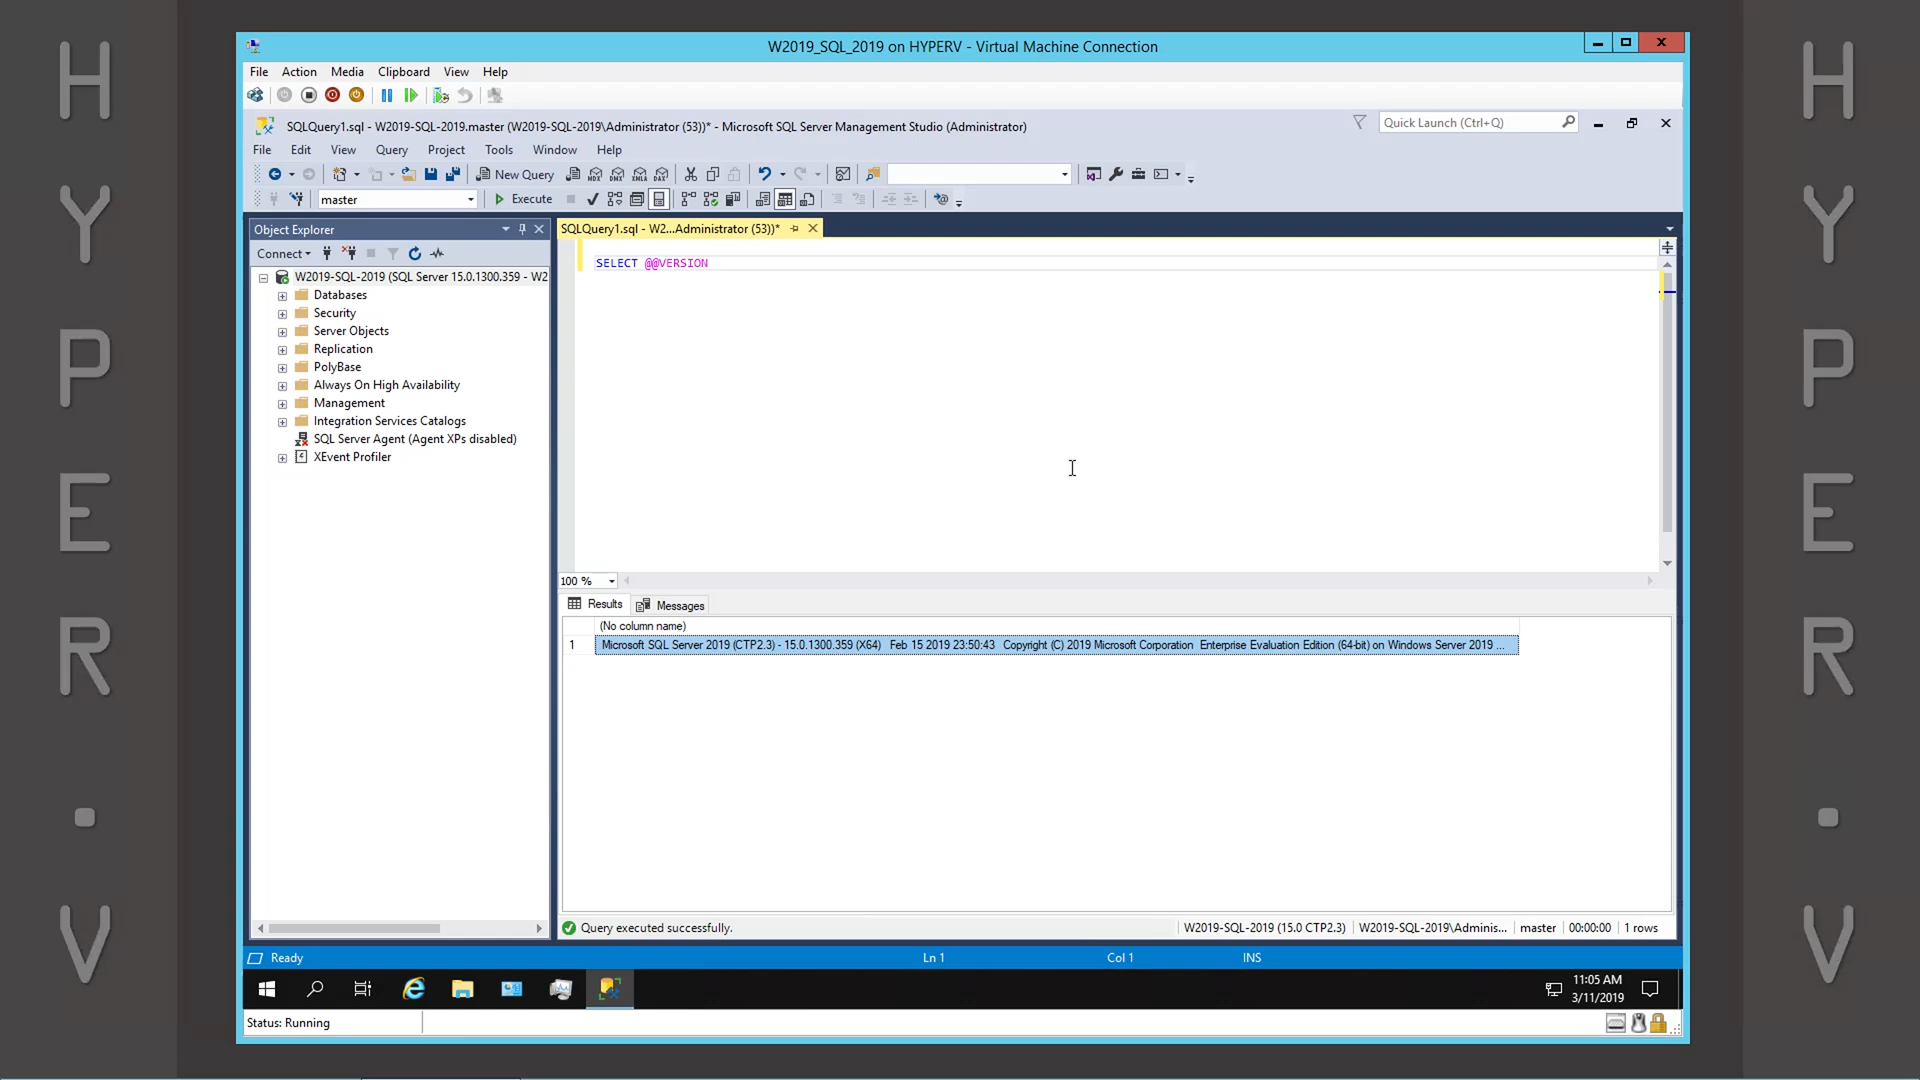 HYPER·V
W2019_SQL_2019 on HYPERV - Virtual Machine Connection
File Action Media Clipboard View Help
SQLQuery1.sql - W2019-SQL-2019.master (W2019-SQL-2019\Administrator (53))* - Microsoft SQL Server Management Studio (Administrator)
Quick Launch (Ctrl+Q)
File Edit View Query Project Tools Window Help
New Query
MDX DMX XMLA DAX
master
Execute
Object Explorer
SQLQuery1.sql - W2...Administrator (53))*
Connect
W2019-SQL-2019 (SQL Server 15.0.1300.359 - W2
Databases
Security
Server Objects
Replication
PolyBase
Always On High Availability
Management
Integration Services Catalogs
SQL Server Agent (Agent XPs disabled)
XEvent Profiler
SELECT @@VERSION
100 %
Results Messages
(No column name)
1 Microsoft SQL Server 2019 (CTP2.3) - 15.0.1300.359 (X64) Feb 15 2019 23:50:43 Copyright (C) 2019 Microsoft Corporation Enterprise Evaluation Edition (64-bit) on Windows Server 2019 ...
Query executed successfully.
W2019-SQL-2019 (15.0 CTP2.3) W2019-SQL-2019\Adminis... master 00:00:00 1 rows
Ready
Ln 1
Col 1
INS
11:05 AM
3/11/2019
Status: Running
HYPER·V